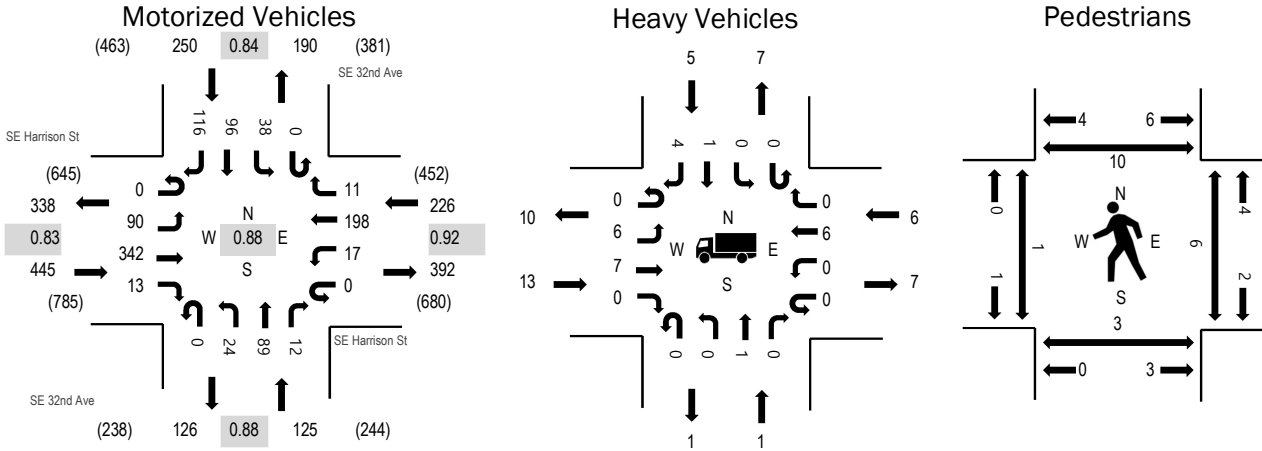 Motorized Vehicles
(463) 250 0.84 190 (381)
SE 32nd Ave
116 96 38 0
SE Harrison St
(645) (452)
0 11
338 226
90 N 198
0.83 W 0.88 E 0.92
342 S 17
445 392
13 0
(785) (680)
0 24 89 12
SE Harrison St
SE 32nd Ave
(238) 126 0.88 125 (244)
Heavy Vehicles
5 7
4 1 0 0
0 0
10 6
6 N 6
W E
7 0
13 S 7
0 0
0 0 1 0
1 1
Pedestrians
4 6
10
0 N 4
W E
1 6
1 S 2
3
0 3